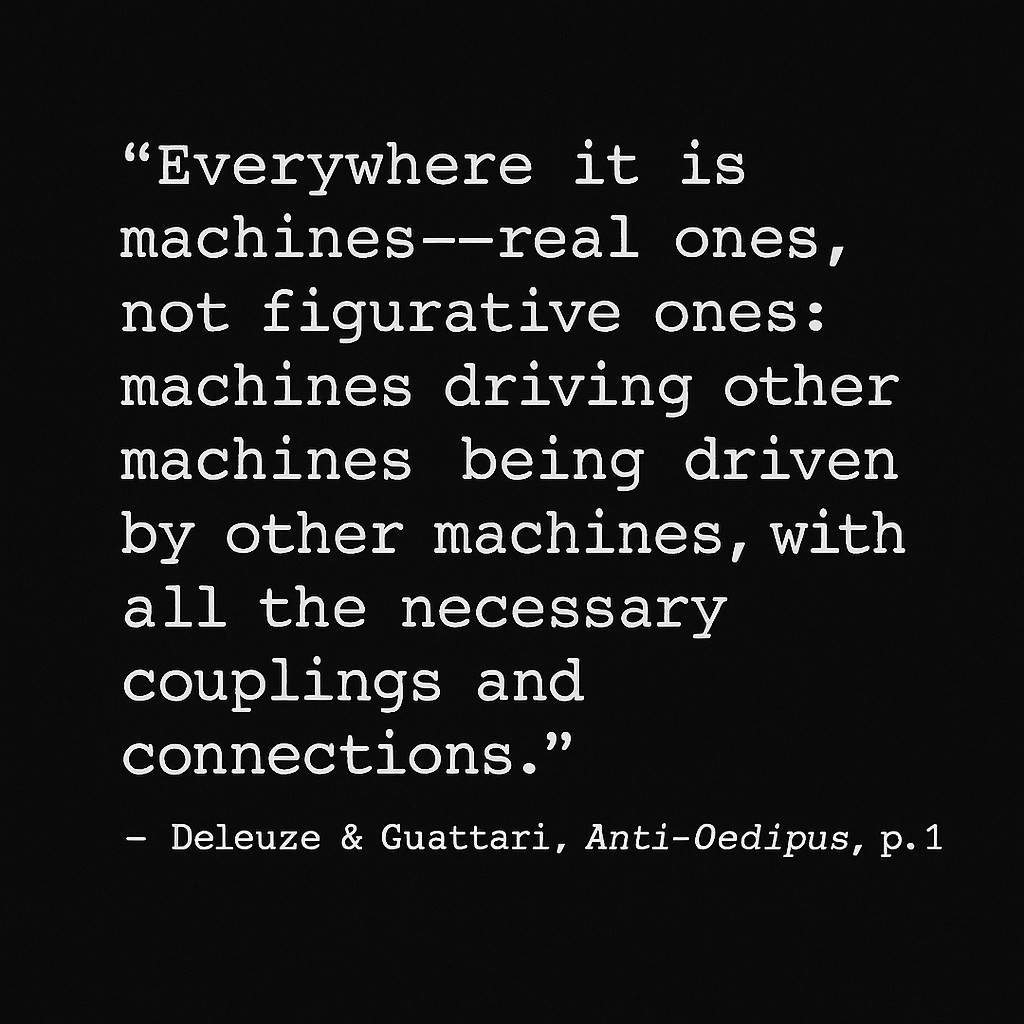 “Everywhere it is
machines——real ones,
not figurative ones:
machines driving other
machines being driven
by other machines, with
all the necessary
couplings and
connections.”
– Deleuze & Guattari, Anti-Oedipus, p.1